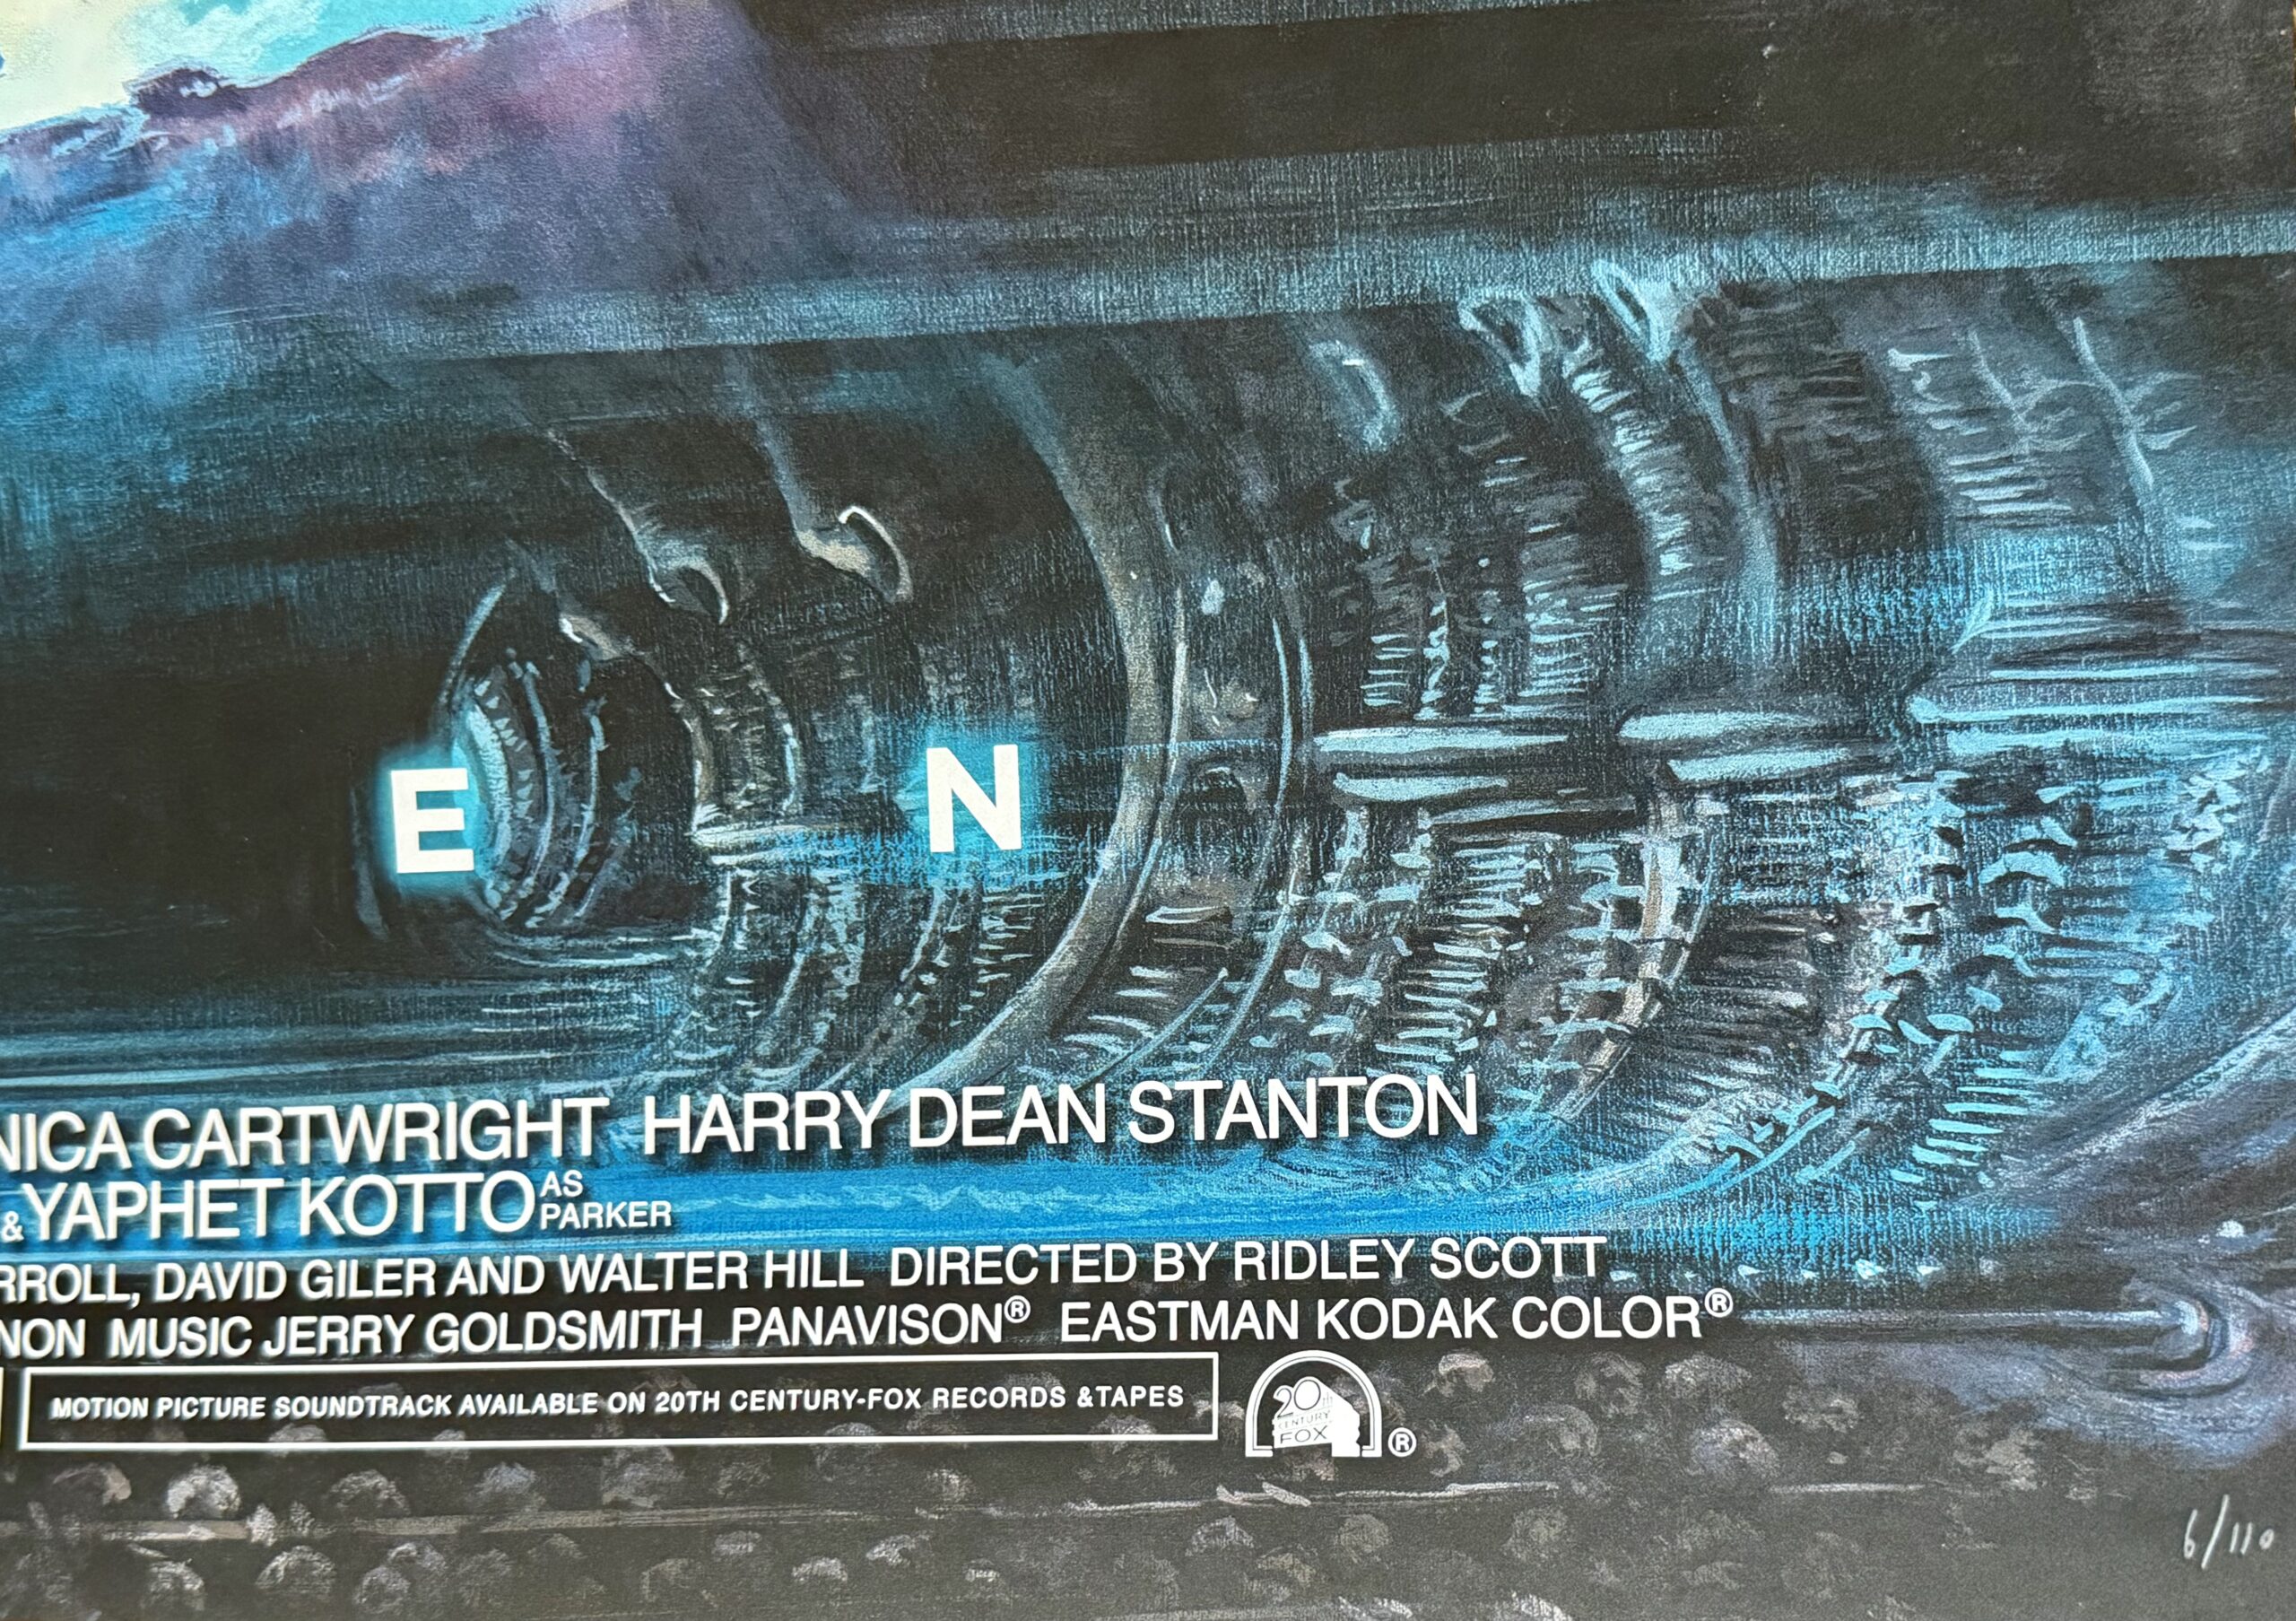 E N
NICA CARTWRIGHT HARRY DEAN STANTON
& YAPHET KOTTO AS PARKER
RROLL, DAVID GILER AND WALTER HILL DIRECTED BY RIDLEY SCOTT
NON MUSIC JERRY GOLDSMITH PANAVISON® EASTMAN KODAK COLOR®
MOTION PICTURE SOUNDTRACK AVAILABLE ON 20TH CENTURY-FOX RECORDS &TAPES
20th
CENTURY
FOX ®
6/110